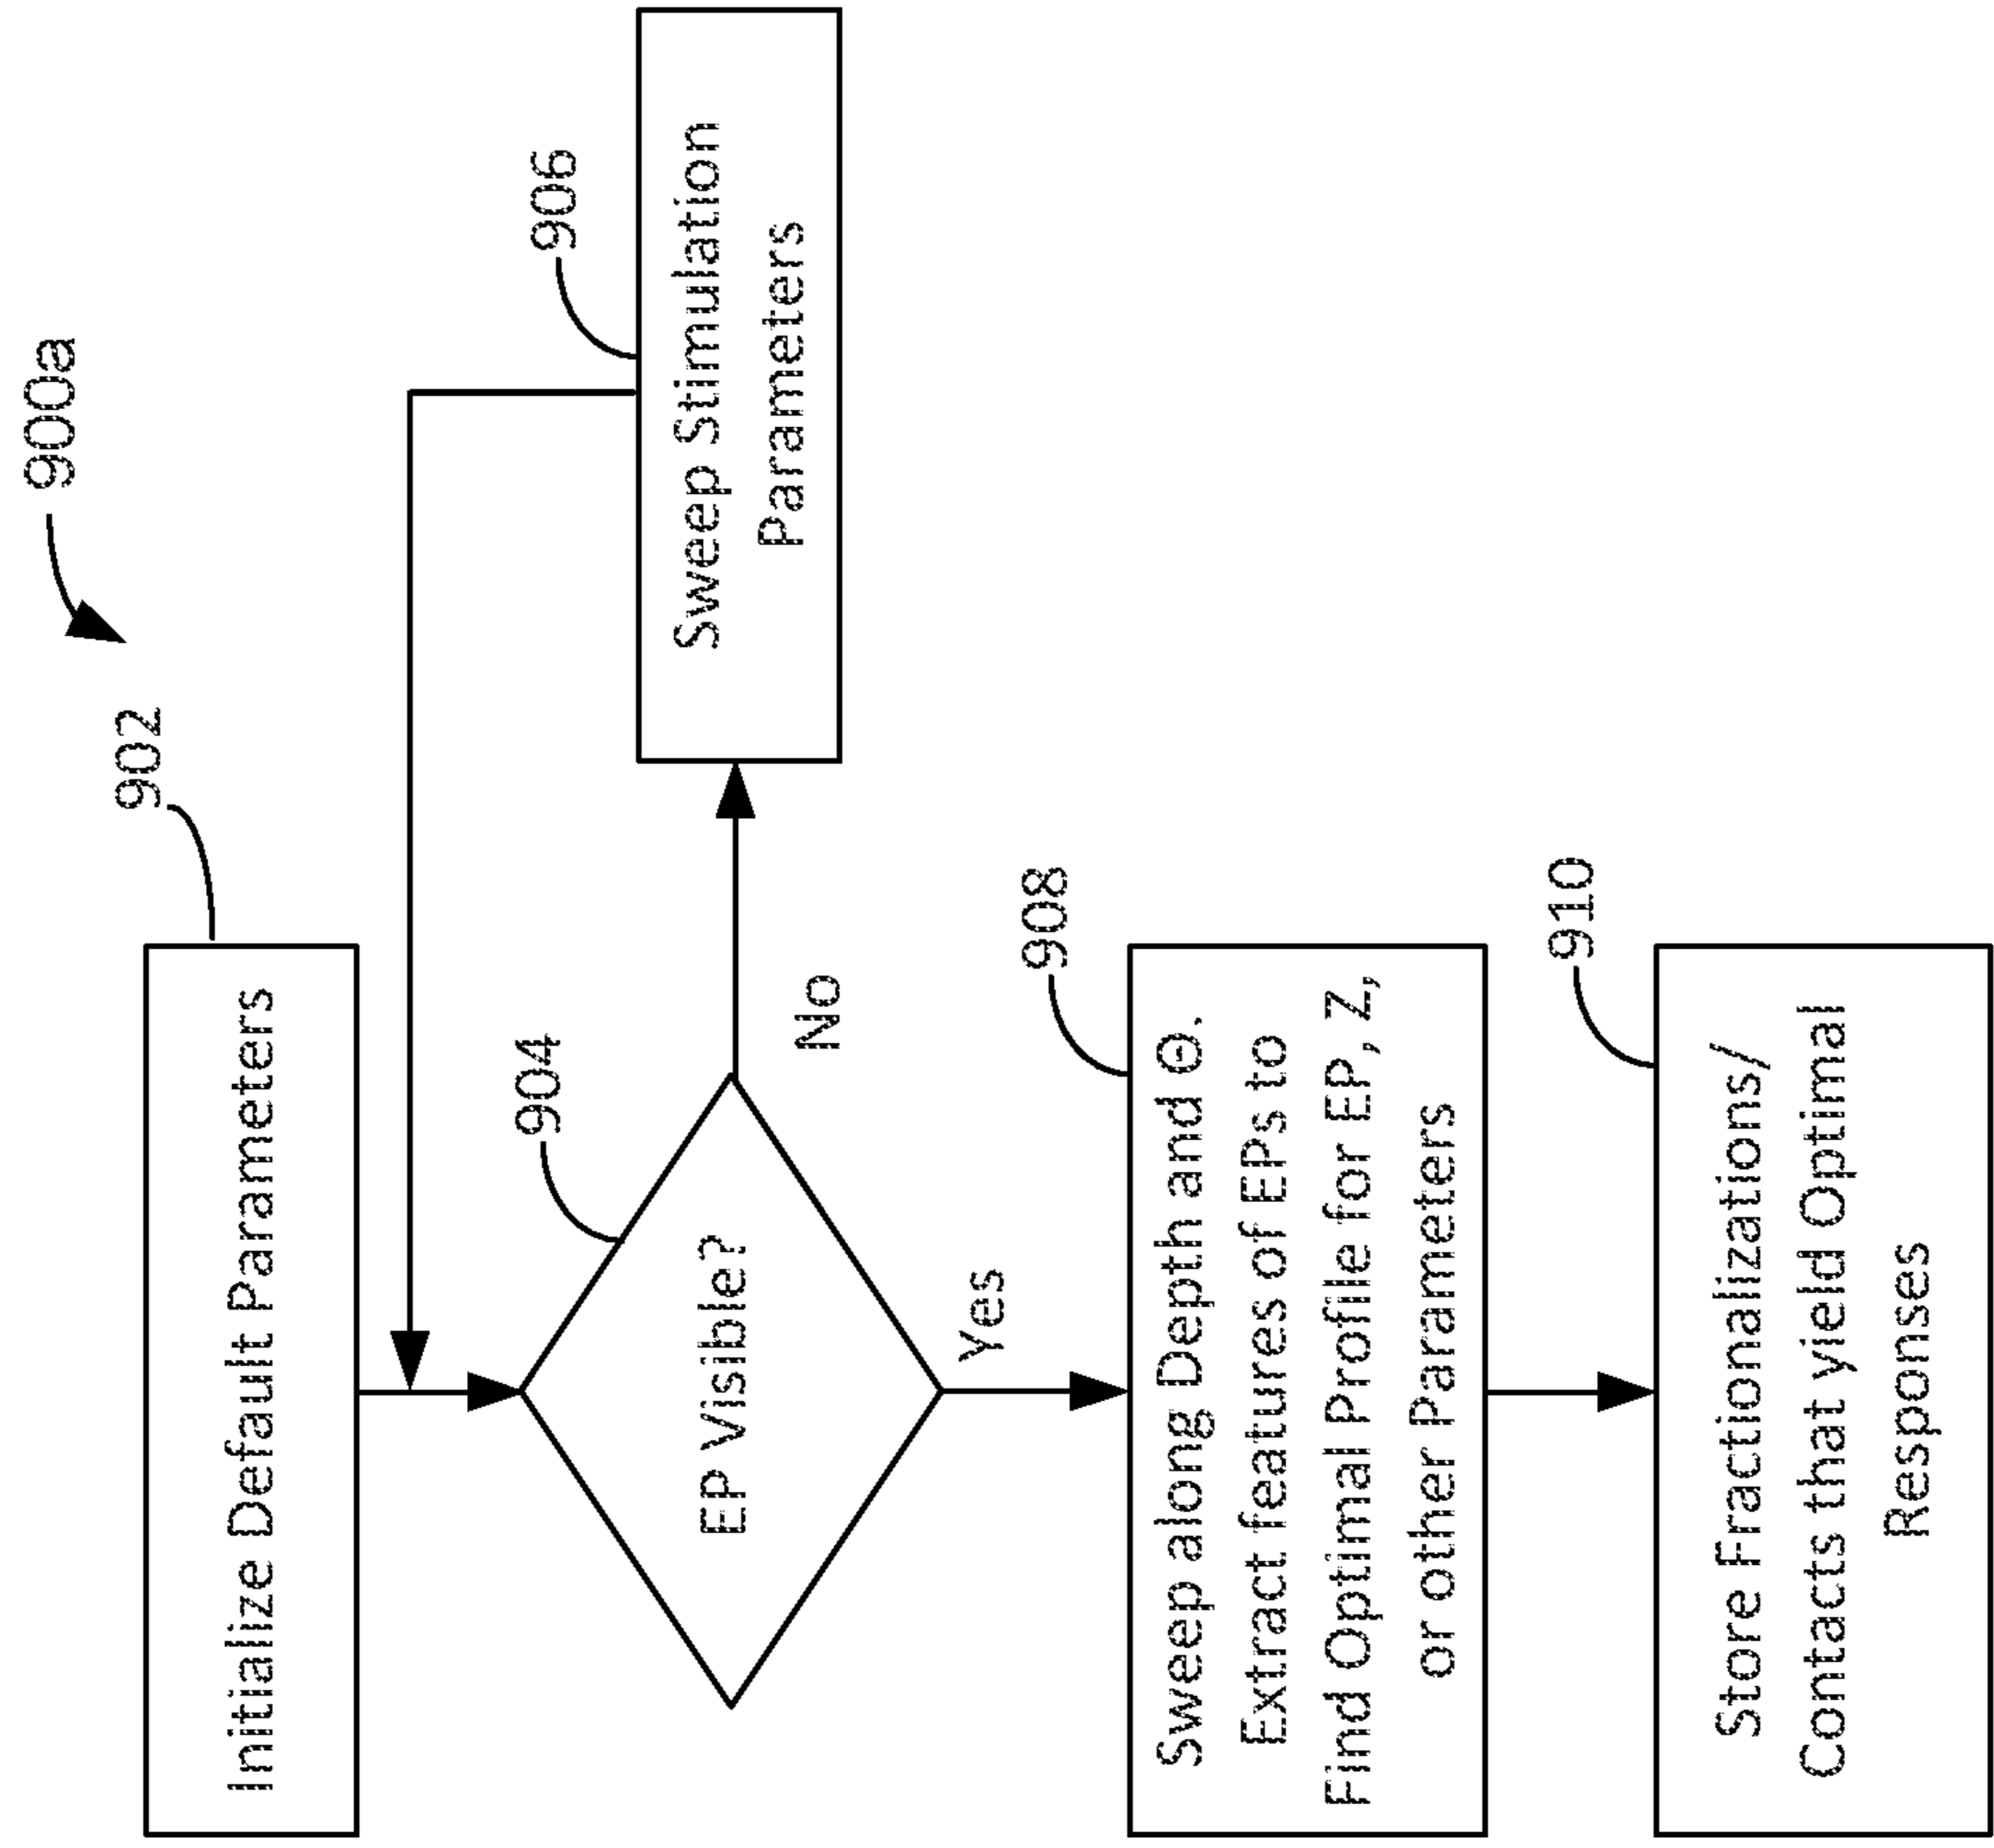 900a
902
Initialize Default Parameters
904
EP Visible?
No
906
Sweep Stimulation
Parameters
Yes
908
Sweep along Depth and Θ.
Extract features of EPs to
Find Optimal Profile for EP, Z,
or other Parameters
910
Store Fractionalizations/
Contacts that yield Optimal
Responses